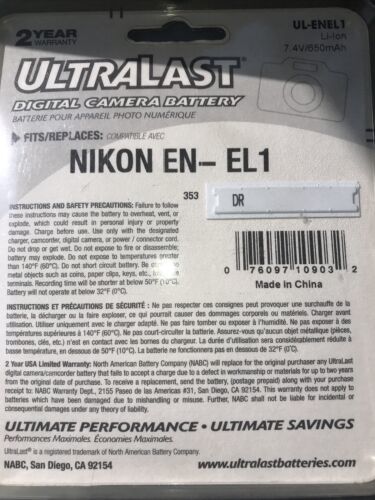 2 YEAR
WARRANTY
UL-ENEL1
Li-Ion
7.4V/650mAh
ULTRALAST®
DIGITAL CAMERA BATTERY
BATTERIE POUR APPAREIL PHOTO NUMÉRIQUE
FITS/REPLACES: COMPATIBLE AVEC
NIKON EN– EL1
353
DR
INSTRUCTIONS AND SAFETY PRECAUTIONS: Failure to follow
these instructions may cause the battery to overheat, vent, or
explode, which could result in personal injury or property
damage. Charge before use. Use only with the designated
charger, camcorder, digital camera, or power / connector cord.
Do not drop or get wet. Do not expose to fire or disassemble;
battery may explode. Do not expose to temperatures greater
than 140°F (60°C). Do not short circuit battery. Be
metal objects such as coins, paper clips, keys, etc.,
terminals. Recording time will be shorter at below 50°F (10°C).
Battery will not operate at below 32°F (0°C).
0 76097 10903 2
Made in China
INSTRUCTIONS ET PRÉCAUTIONS DE SÉCURITÉ : Ne pas respecter ces consignes peut provoquer une surchauffe de la
batterie, la décharger ou la faire exploser, ce qui pourrait causer des dommages corporels ou matériels. Charger avant
l'utilisation. Utiliser uniquement avec le chargeur adapté. Ne pas faire tomber ou exposer à l'humidité. Ne pas exposer à des
températures supérieures à 140°F (60°C). Ne pas court-circuiter la batterie. Assurez-vous qu'aucun objet métallique (pièces,
trombones, clés, etc.) n'est en contact avec les bornes du chargeur. La durée d'utilisation sera considérablement réduite à
basse température, en dessous de 50°F (10°C). La batterie ne fonctionnera pas en dessous de 32°F (0°C).
2 Year USA Limited Warranty: North American Battery Company (NABC) will replace for the original purchaser any UltraLast
digital camera/camcorder battery that fails to accept a charge due to a defect in workmanship or materials for up to two years
from the original date of purchase. To receive a replacement, send the battery, (postage prepaid) along with your purchase
receipt to: NABC Warranty Dept., 2155 Paseo de las Americas #31, San Diego, CA 92154. This warranty does not apply to
batteries which have been damaged due to mishandling or misuse. Further, NABC shall not be liable for incidental or
consequential damages under any theory of liability.
ULTIMATE PERFORMANCE • ULTIMATE SAVINGS
Performances Maximales. Économies Maximales.
UltraLast® is a registered trademark of North American Battery Company.
NABC, San Diego, CA 92154
www.ultralastbatteries.com